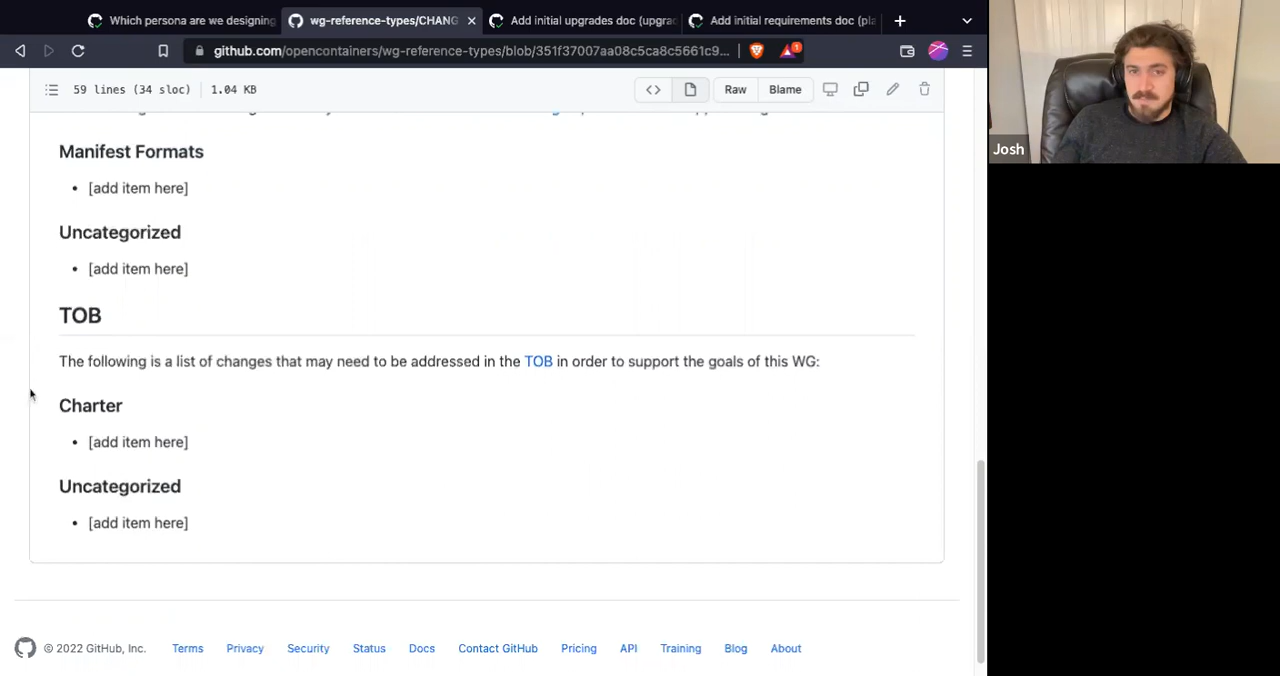 Which persona are we designing
wg-reference-types/CHANG
Add initial upgrades doc (upgra
Add initial requirements doc (pla
github.com/opencontainers/wg-reference-types/blob/351f37007aa08c5ca8c5661c9...
1
59 lines (34 sloc)
1.04 KB
Raw
Blame
Josh
Manifest Formats
• [add item here]
Uncategorized
• [add item here]
TOB
The following is a list of changes that may need to be addressed in the TOB in order to support the goals of this WG:
Charter
• [add item here]
Uncategorized
• [add item here]
© 2022 GitHub, Inc.
Terms
Privacy
Security
Status
Docs
Contact GitHub
Pricing
API
Training
Blog
About